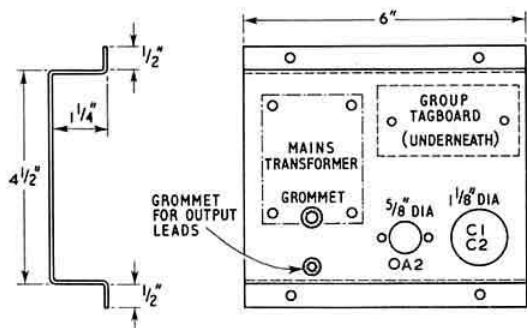 6"
1/2"
1 1/4"
4 1/2"
1/2"
GROUP
TAGBOARD
(UNDERNEATH)
MAINS
TRANSFORMER
GROMMET
GROMMET
FOR OUTPUT
LEADS
5/8" DIA
1 1/8" DIA
C1
C2
OA2